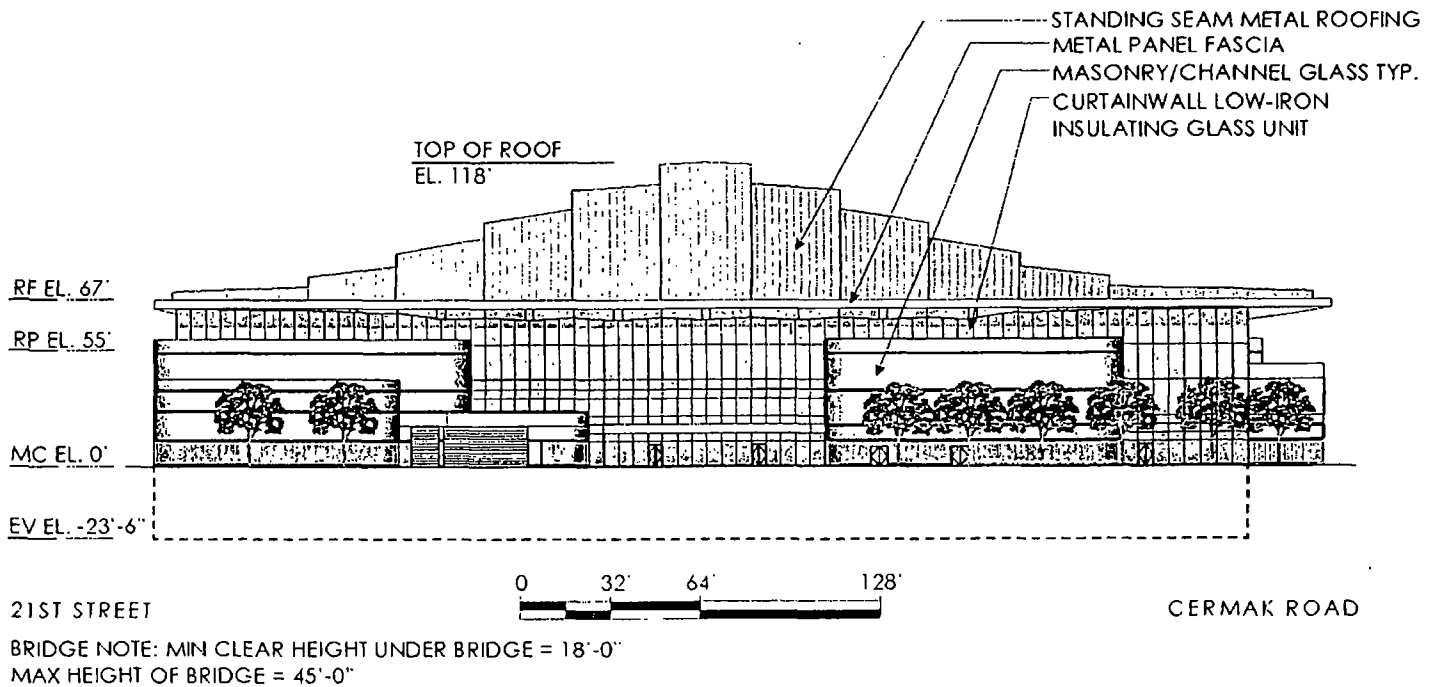 STANDING SEAM METAL ROOFING
METAL PANEL FASCIA
MASONRY/CHANNEL GLASS TYP.
CURTAINWALL LOW-IRON
INSULATING GLASS UNIT
TOP OF ROOF
EL. 118'
RF EL. 67'
RP EL. 55'
MC EL. 0'
EV EL. -23'-6"
0 32' 64' 128'
21ST STREET
CERMAK ROAD
BRIDGE NOTE: MIN CLEAR HEIGHT UNDER BRIDGE = 18'-0"
MAX HEIGHT OF BRIDGE = 45'-0"